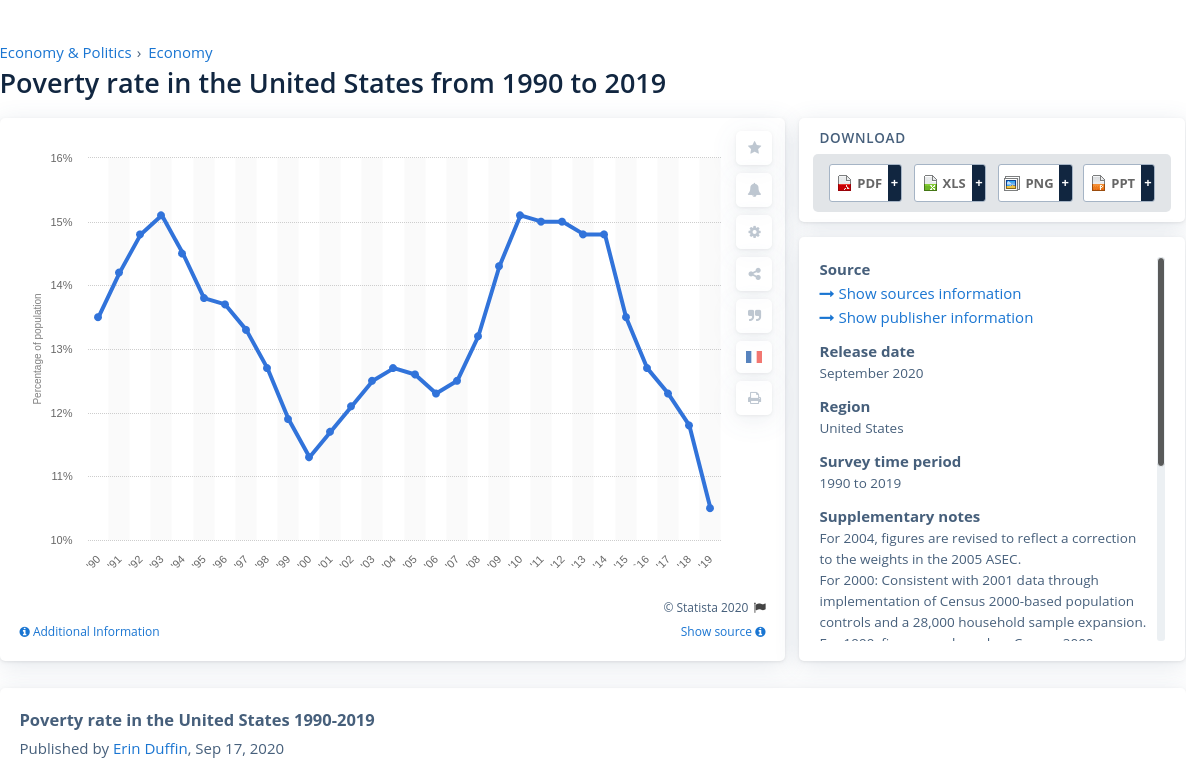 Economy & Politics › Economy
Poverty rate in the United States from 1990 to 2019
16%
15%
14%
13%
12%
11%
10%
Percentage of population
'90 '91 '92 '93 '94 '95 '96 '97 '98 '99 '00 '01 '02 '03 '04 '05 '06 '07 '08 '09 '10 '11 '12 '13 '14 '15 '16 '17 '18 '19
© Statista 2020
Additional Information
Show source
DOWNLOAD
PDF + XLS + PNG + PPT +
Source
Show sources information
Show publisher information
Release date
September 2020
Region
United States
Survey time period
1990 to 2019
Supplementary notes
For 2004, figures are revised to reflect a correction
to the weights in the 2005 ASEC.
For 2000: Consistent with 2001 data through
implementation of Census 2000-based population
controls and a 28,000 household sample expansion.
Poverty rate in the United States 1990-2019
Published by Erin Duffin, Sep 17, 2020